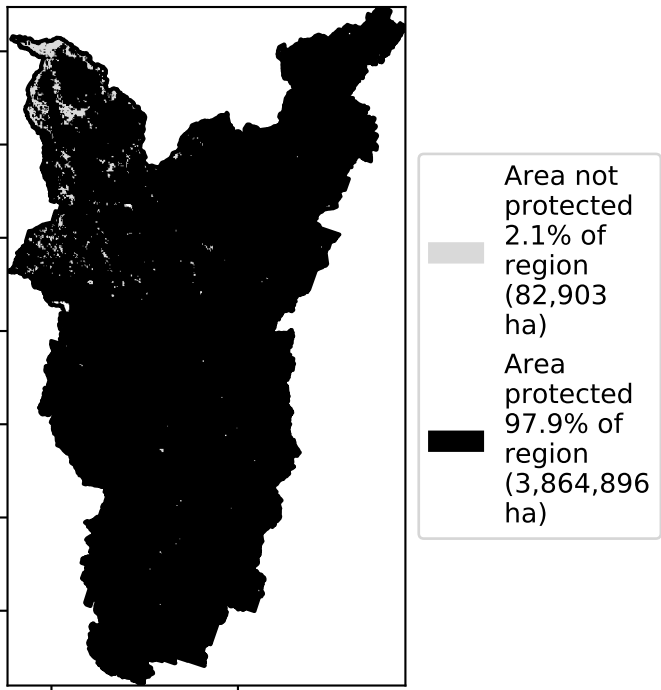 Area not
protected
2.1% of
region
(82,903
ha)
Area
protected
97.9% of
region
(3,864,896
ha)